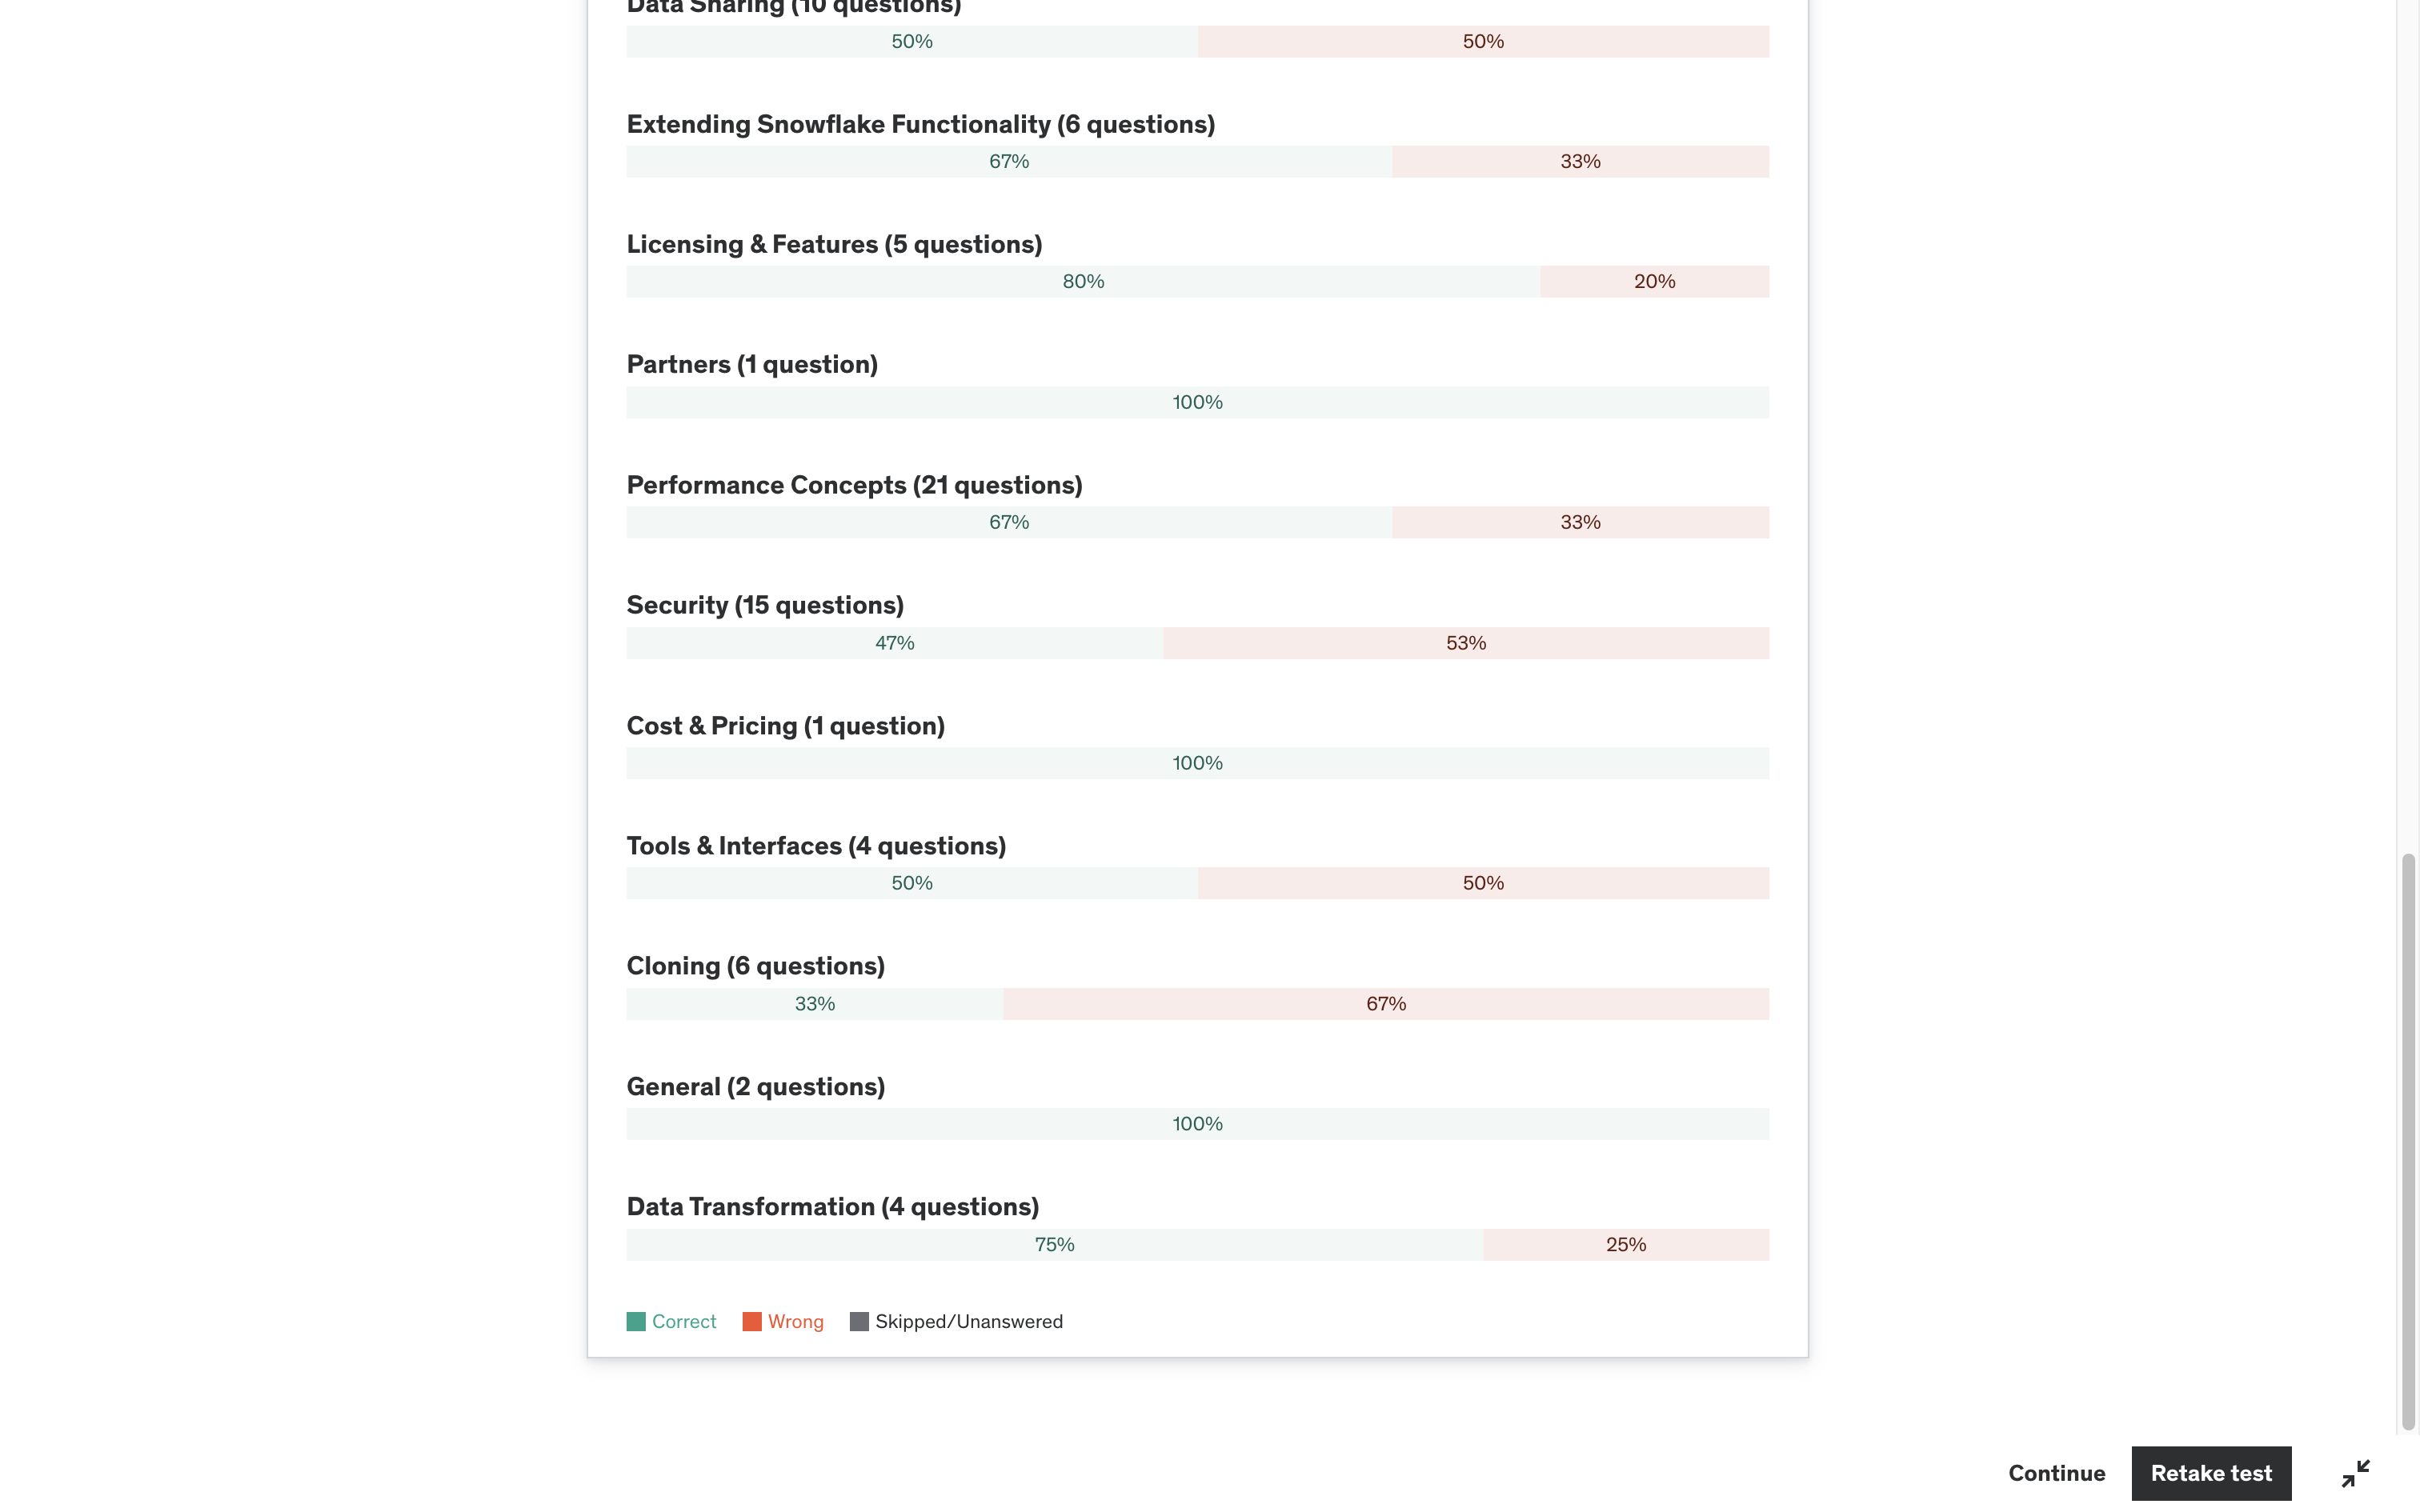 Data Sharing (10 questions)
50% 50%
Extending Snowflake Functionality (6 questions)
67% 33%
Licensing & Features (5 questions)
80% 20%
Partners (1 question)
100%
Performance Concepts (21 questions)
67% 33%
Security (15 questions)
47% 53%
Cost & Pricing (1 question)
100%
Tools & Interfaces (4 questions)
50% 50%
Cloning (6 questions)
33% 67%
General (2 questions)
100%
Data Transformation (4 questions)
75% 25%
Correct Wrong Skipped/Unanswered
Continue Retake test